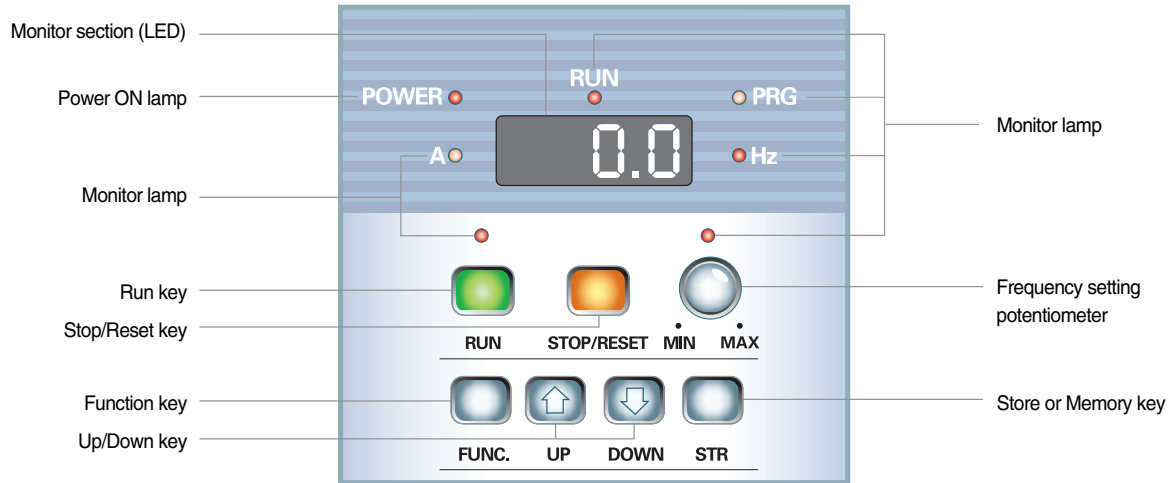 Monitor section (LED)
Power ON lamp
Monitor lamp
Run key
Stop/Reset key
Function key
Up/Down key
RUN
POWER
PRG
0.0
A
Hz
RUN
STOP/RESET
MIN
MAX
FUNC.
UP
DOWN
STR
Monitor lamp
Frequency setting
potentiometer
Store or Memory key